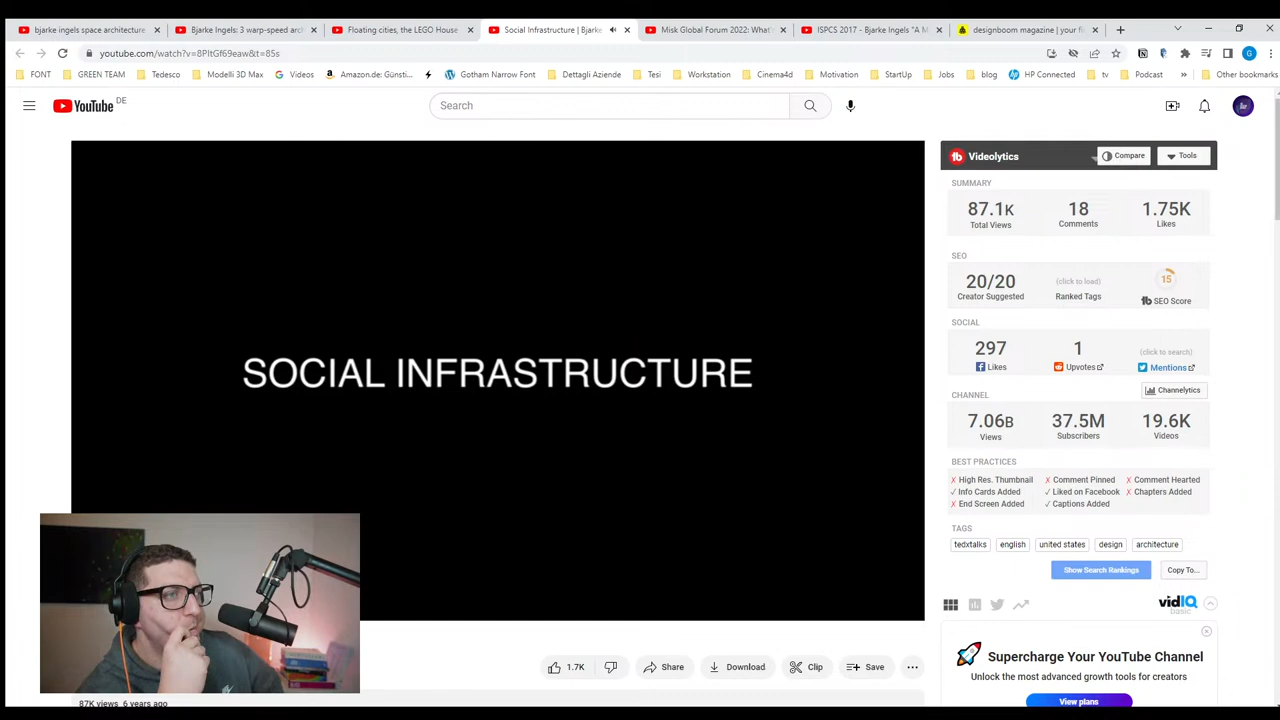 bjarke ingels space architecture
Bjarke Ingels: 3 warp-speed arch
Floating cities, the LEGO House
Social Infrastructure | Bjarke
Misk Global Forum 2022: What'
ISPCS 2017 - Bjarke Ingels "A M
designboom magazine | your f
youtube.com/watch?v=8PItGf69eaw&t=85s
FONT
GREEN TEAM
Tedesco
Modelli 3D Max
Videos
Amazon.de: Günsti...
Gotham Narrow Font
Dettagli Aziende
Tesi
Workstation
Cinema4d
Motivation
StartUp
Jobs
blog
HP Connected
tv
Podcast
»
Other bookmarks
YouTube DE
Search
SOCIAL INFRASTRUCTURE
1.7K
Share
Download
Clip
Save
87K views 6 years ago
Videolytics
Compare
Tools
SUMMARY
87.1K 18 1.75K
Total Views Comments Likes
SEO
20/20 (click to load) 15
Creator Suggested Ranked Tags SEO Score
SOCIAL
297 1 (click to search)
Likes Upvotes Mentions
CHANNEL
Channelytics
7.06B 37.5M 19.6K
Views Subscribers Videos
BEST PRACTICES
✗ High Res. Thumbnail ✗ Comment Pinned ✗ Comment Hearted
✓ Info Cards Added ✓ Liked on Facebook ✗ Chapters Added
✗ End Screen Added ✓ Captions Added
TAGS
tedxtalks english united states design architecture
Show Search Rankings Copy To...
vidIQ
basic
Supercharge Your YouTube Channel
Unlock the most advanced growth tools for creators
View plans